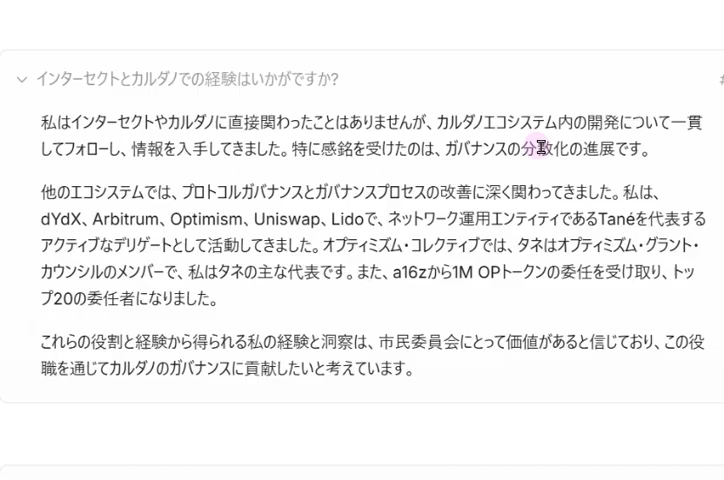 インターセクトとカルダノでの経験はいかがですか?
私はインターセクトやカルダノに直接関わったことはありませんが、カルダノエコシステム内の開発について一貫
してフォローし、情報を入手してきました。特に感銘を受けたのは、ガバナンスの分散化の進展です。
他のエコシステムでは、プロトコルガバナンスとガバナンスプロセスの改善に深く関わってきました。私は、
dYdX、Arbitrum、Optimism、Uniswap、Lidoで、ネットワーク運用エンティティであるTanéを代表する
アクティブなデリゲートとして活動してきました。オプティミズム・コレクティブでは、タネはオプティミズム・グラント・
カウンシルのメンバーで、私はタネの主な代表です。また、a16zから1M OPトークンの委任を受け取り、トッ
プ20の委任者になりました。
これらの役割と経験から得られる私の経験と洞察は、市民委員会にとって価値があると信じており、この役
職を通じてカルダノのガバナンスに貢献したいと考えています。